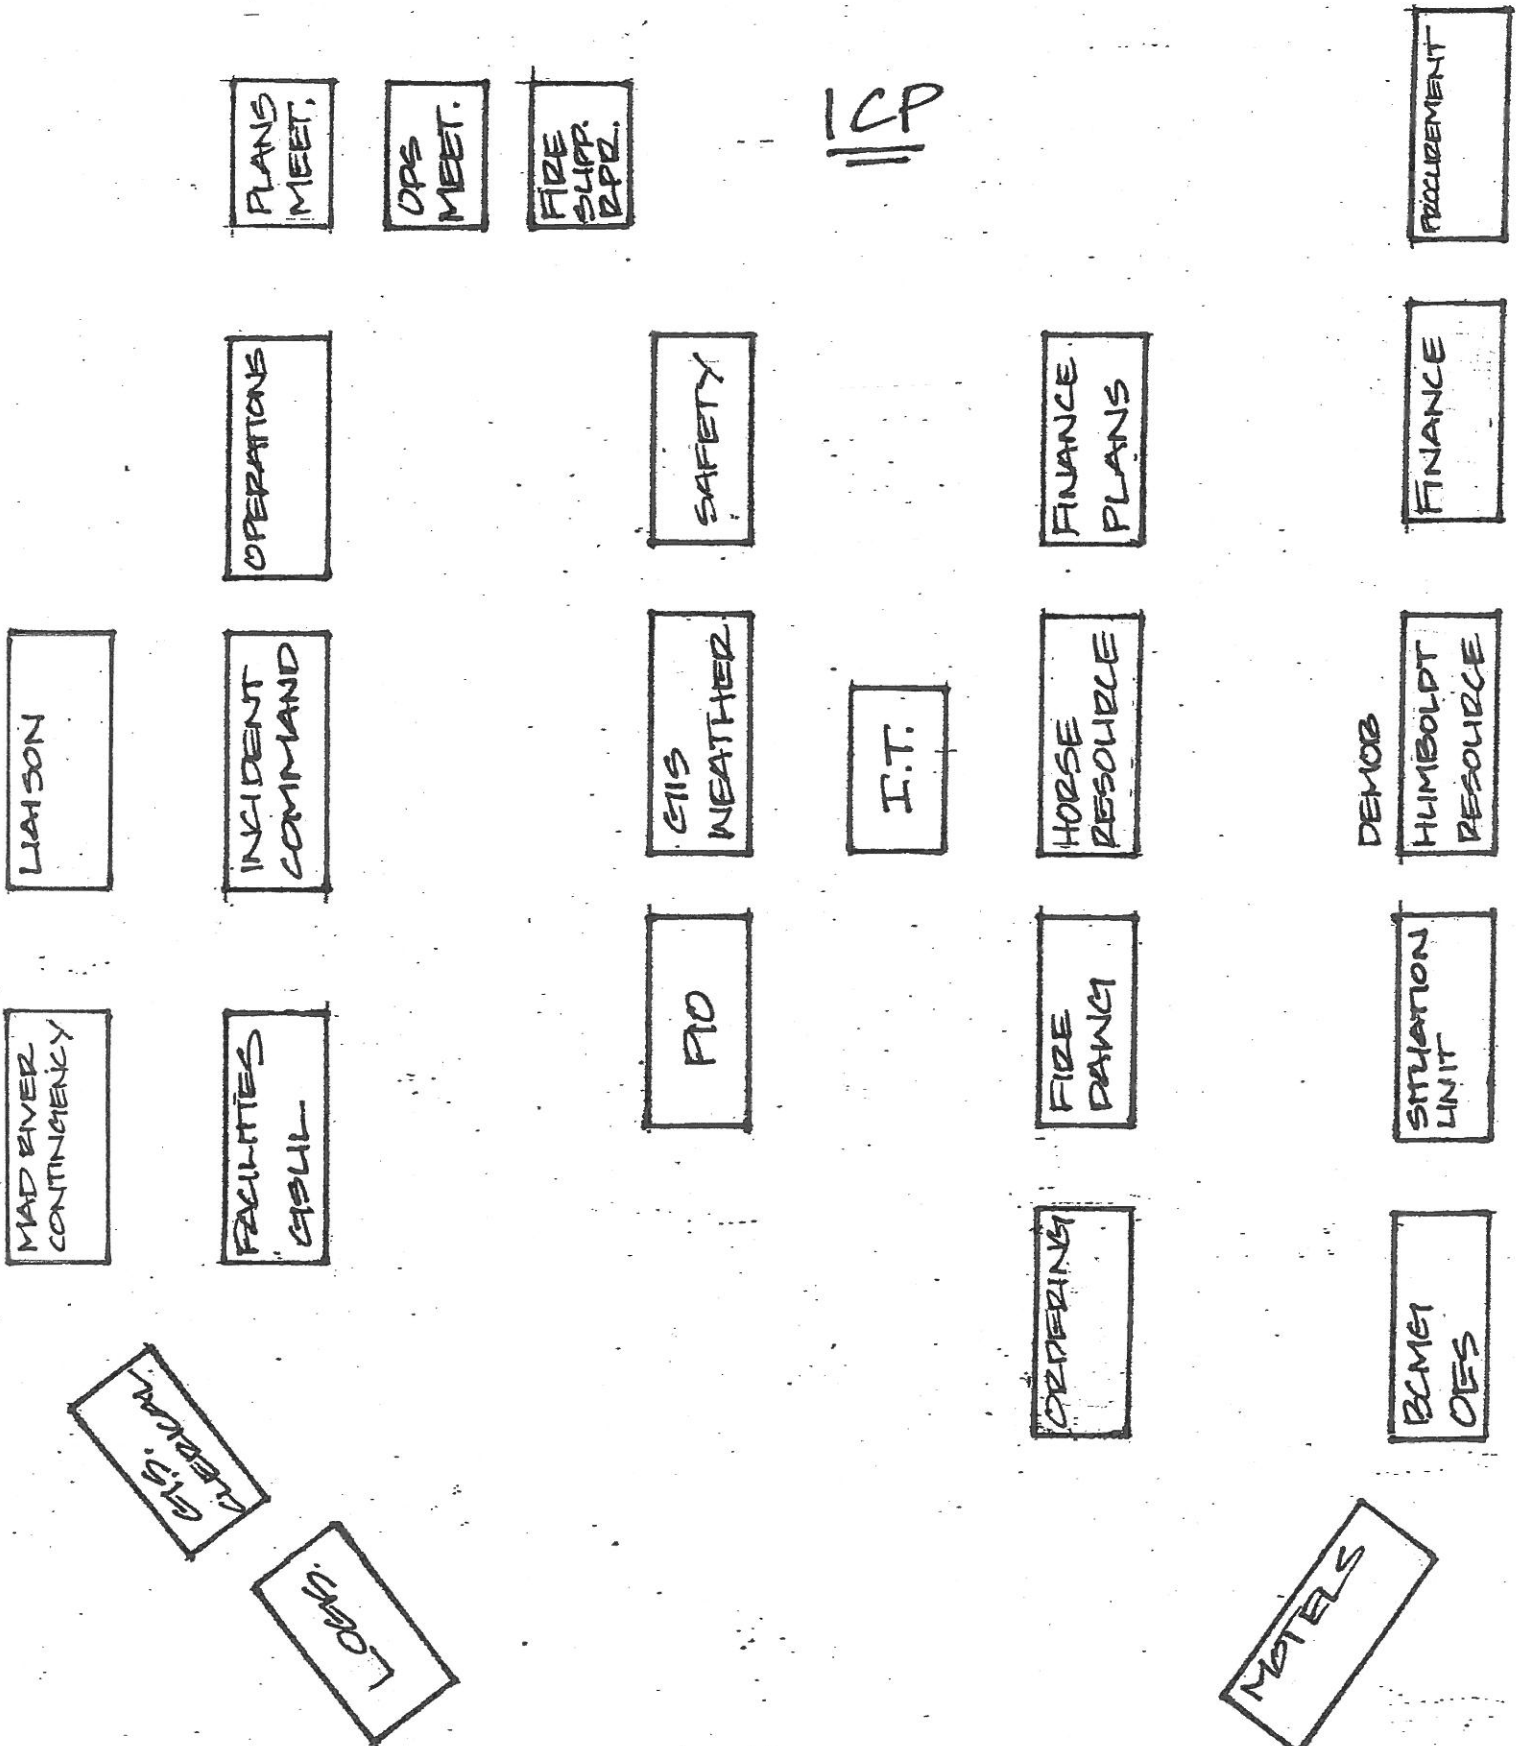 G.S.
CLERICAL
MAD RIVER
CONTINGENCY
LIAISON
LOGIS.
FACILITIES
GSUL
INCIDENT
COMMAND
OPERATIONS
PLANS
MEET.
OPS
MEET.
FIRE
SUPP.
RPR.
PIO
GIS
WEATHER
SAFETY
ICP
I.T.
ORDERING
FIRE
DAWG
HORSE
RESOURCE
FINANCE
PLANS
MOTELS
BCMG
OES
SITUATION
UNIT
DEMOB
HUMBOLDT
RESOURCE
FINANCE
PROCUREMENT